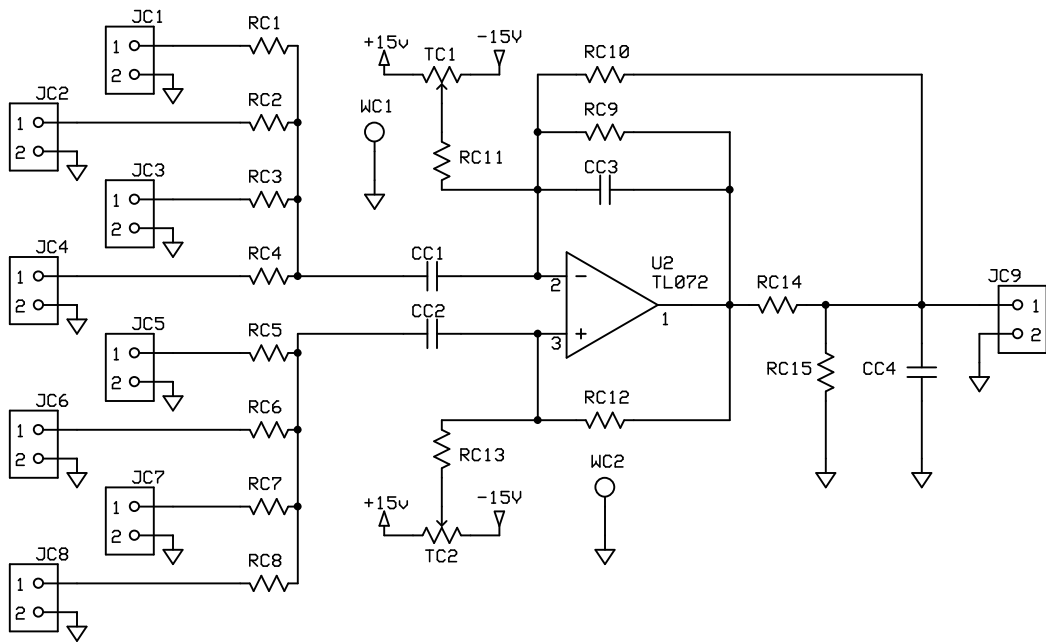 JC1
1
2
RC1
JC2
1
2
RC2
JC3
1
2
RC3
JC4
1
2
RC4
JC5
1
2
RC5
JC6
1
2
RC6
JC7
1
2
RC7
JC8
1
2
RC8
+15v
TC1
-15V
WC1
RC11
CC1
CC2
RC10
RC9
CC3
2
3
U2
TL072
1
RC12
RC13
+15v
-15V
TC2
WC2
RC14
RC15
CC4
JC9
1
2